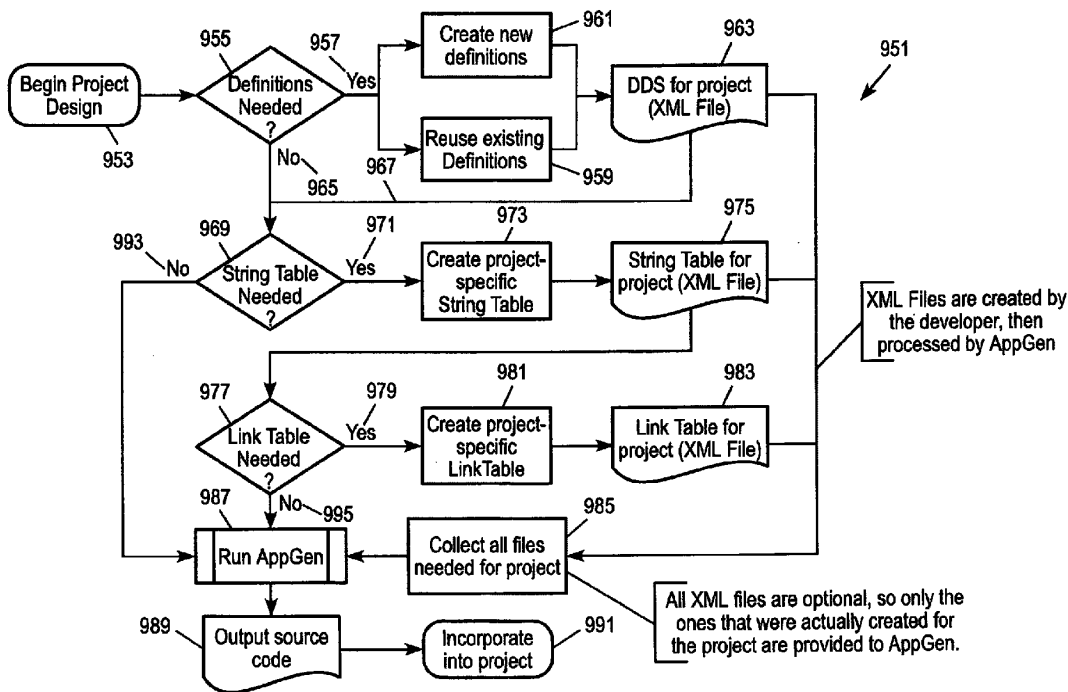 955
957
961
963
951
Begin Project
Design
953
Definitions
Needed
?
Yes
Create new
definitions
DDS for project
(XML File)
No
965
967
Reuse existing
Definitions
959
993
No
969
String Table
Needed
?
971
Yes
973
Create project-
specific
String Table
975
String Table for
project (XML File)
XML Files are created by
the developer, then
processed by AppGen
977
Link Table
Needed
?
979
Yes
981
Create project-
specific
LinkTable
983
Link Table for
project (XML File)
987
No
995
Run AppGen
985
Collect all files
needed for project
989
Output source
code
Incorporate
into project
991
All XML files are optional, so only the
ones that were actually created for
the project are provided to AppGen.